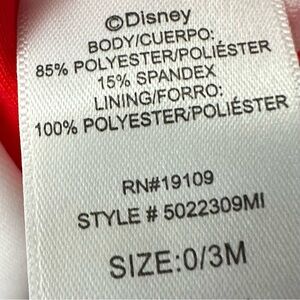 ©Disney
BODY/CUERPO:
85% POLYESTER/POLIÉSTER
15% SPANDEX
LINING/FORRO:
100% POLYESTER/POLIÉSTER
RN#19109
STYLE # 5022309MI
SIZE:0/3M